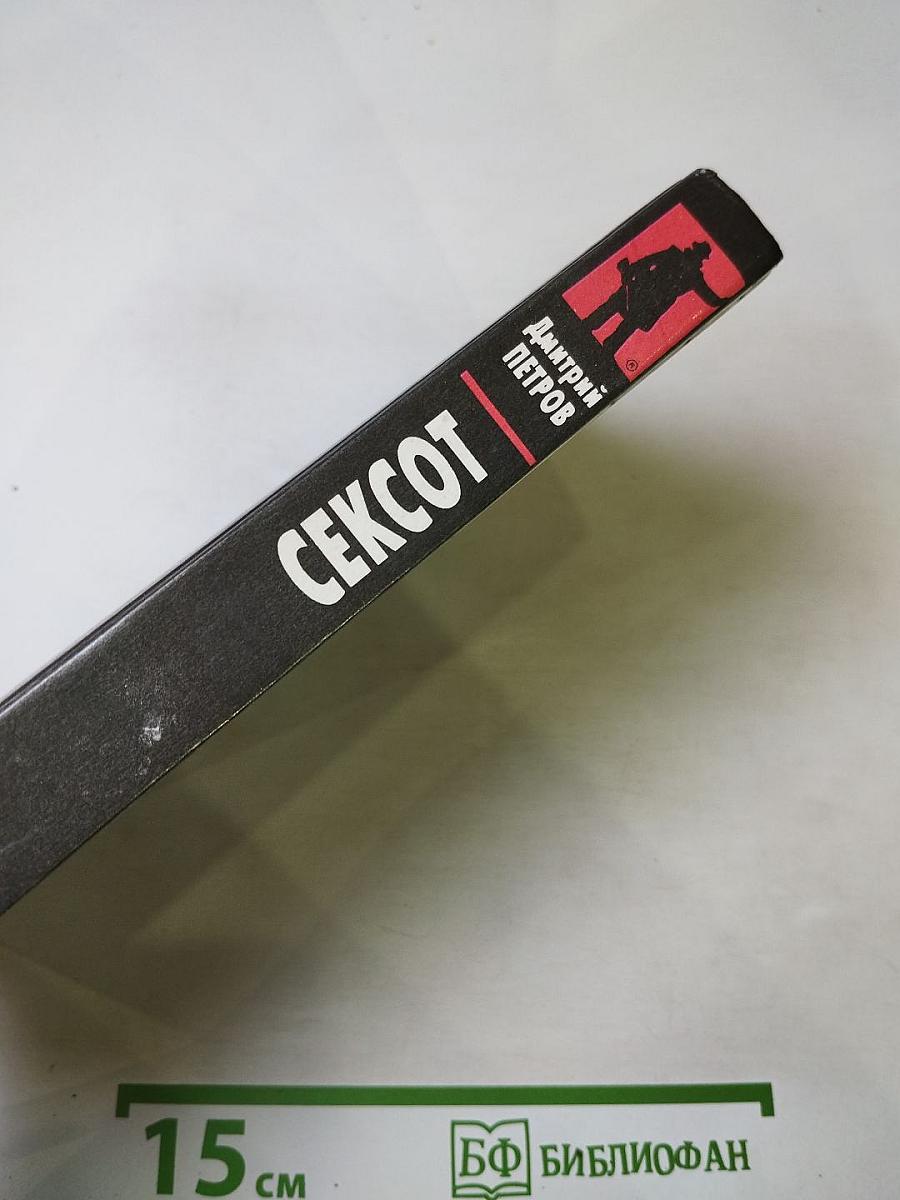 Дмитрий
ПЕТРОВ
СЕКСОТ
®
15 см
БФ БИБЛИОФАН